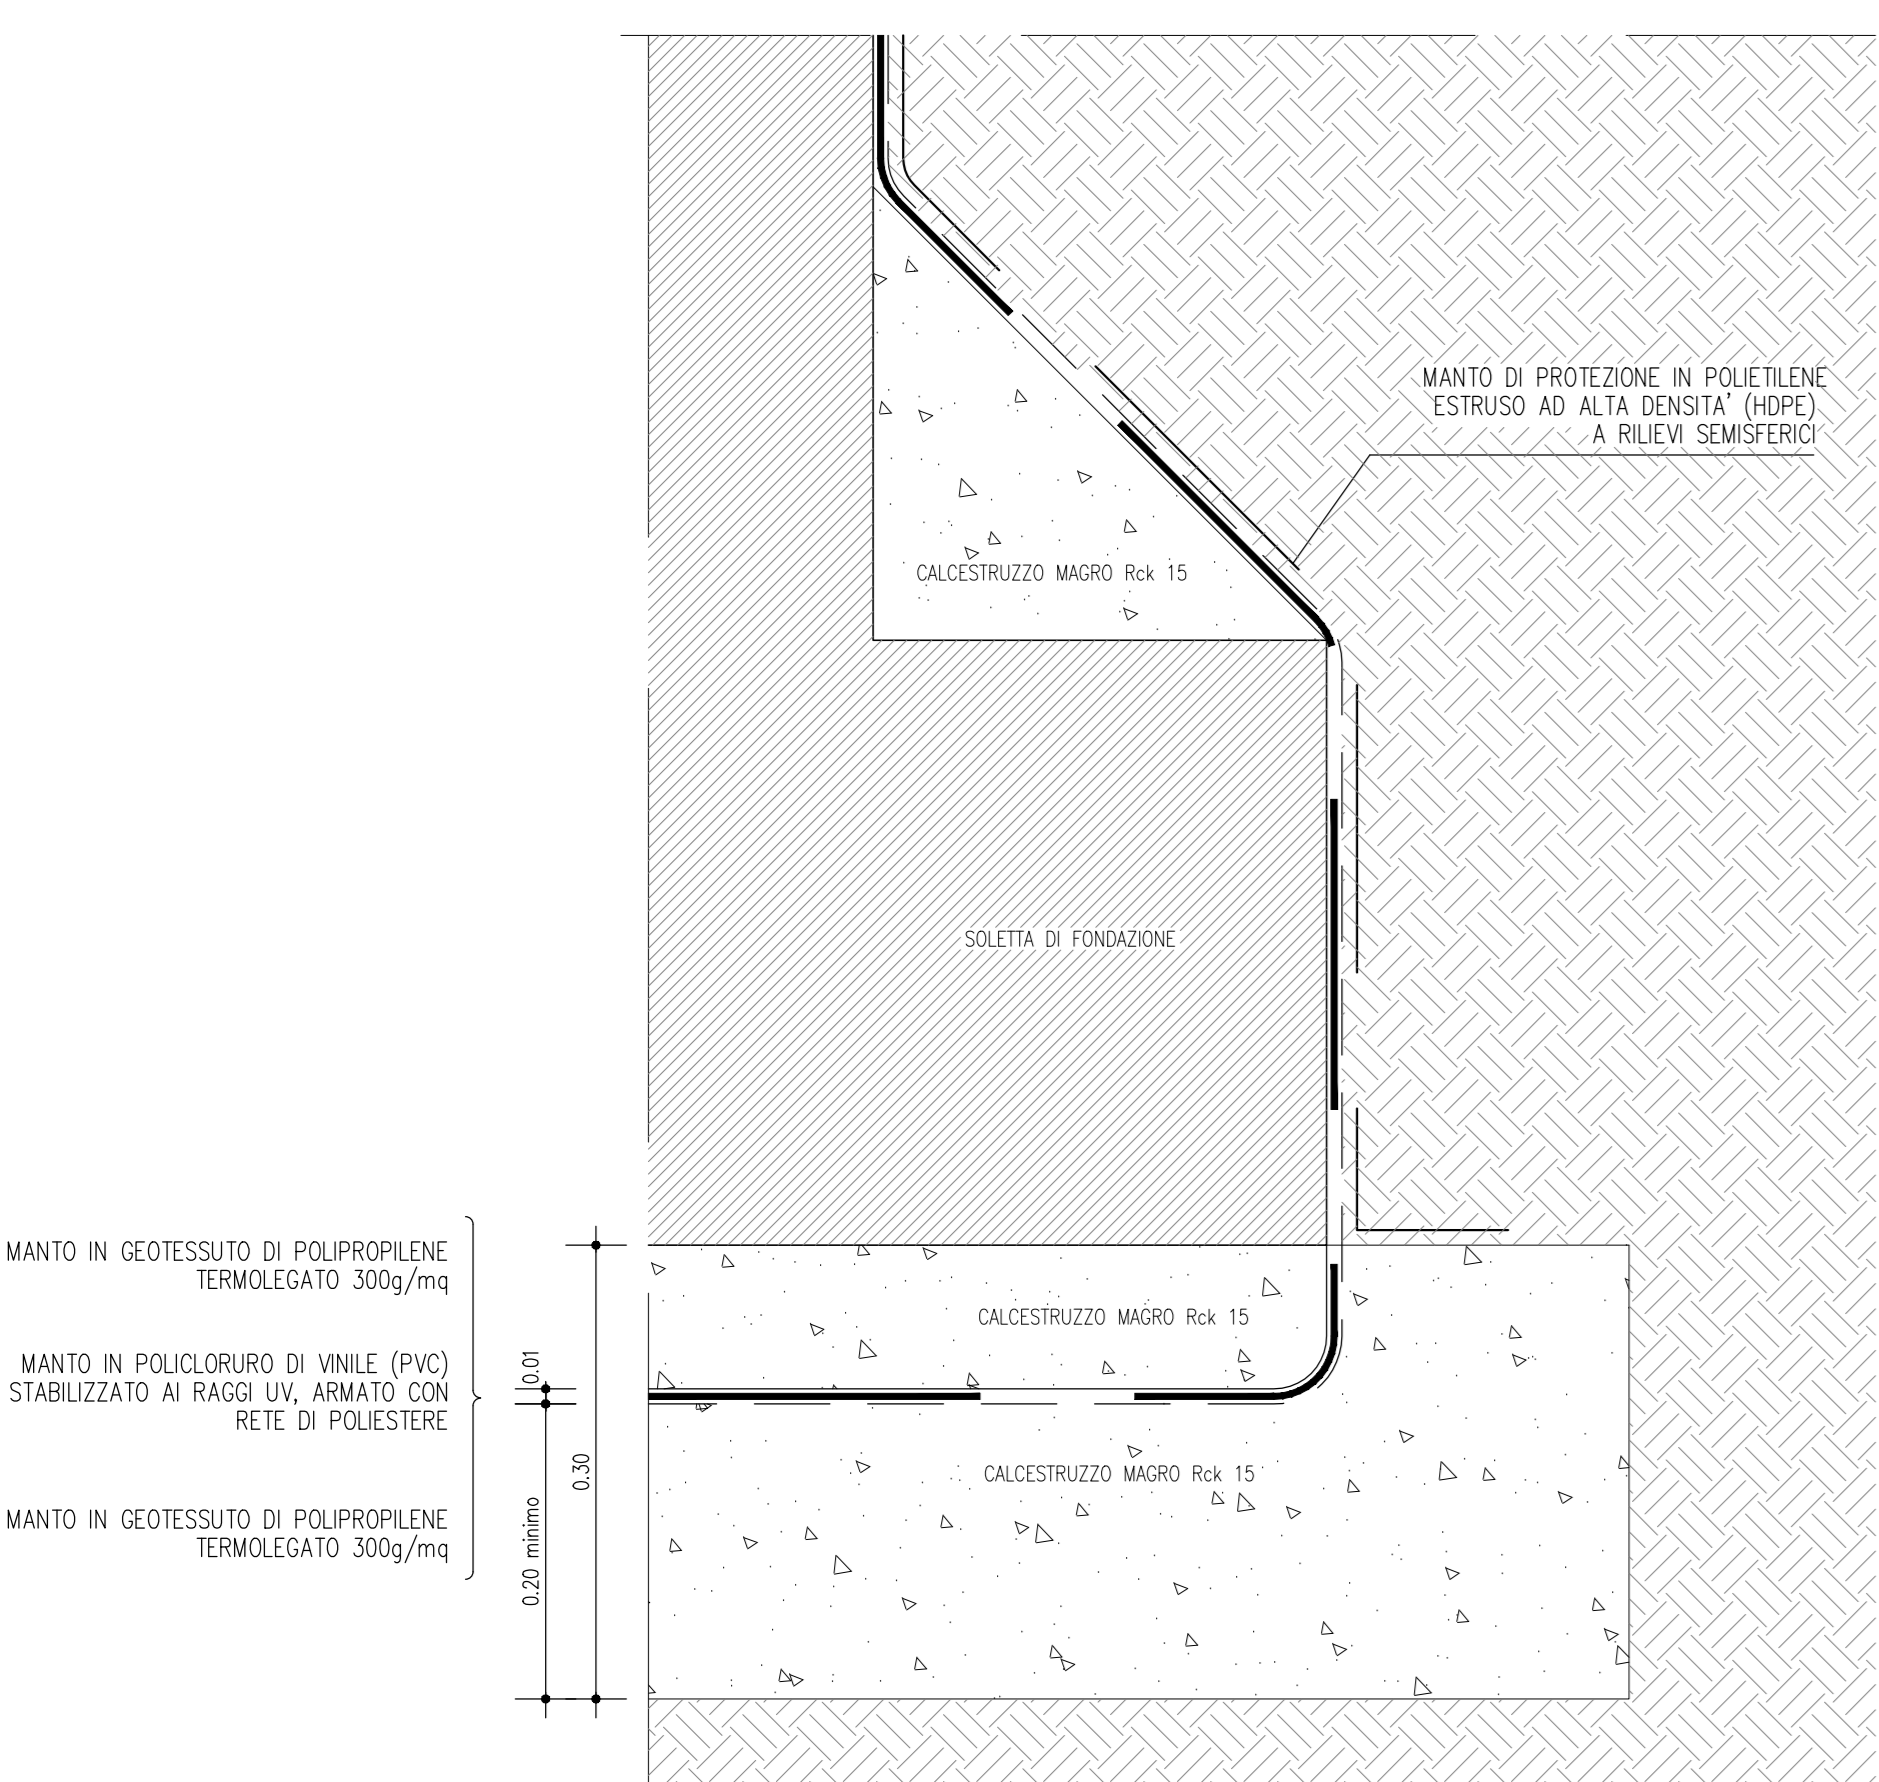 MANTO DI PROTEZIONE IN POLIETILENE
ESTRUSO AD ALTA DENSITA' (HDPE)
A RILIEVI SEMISFERICI
CALCESTRUZZO MAGRO Rck 15
SOLETTA DI FONDAZIONE
MANTO IN GEOTESSUTO DI POLIPROPILENE
TERMOLEGATO 300g/mq
CALCESTRUZZO MAGRO Rck 15
MANTO IN POLICLORURO DI VINILE (PVC)
STABILIZZATO AI RAGGI UV, ARMATO CON
RETE DI POLIESTERE
0.01
0.30
0.20 minimo
CALCESTRUZZO MAGRO Rck 15
MANTO IN GEOTESSUTO DI POLIPROPILENE
TERMOLEGATO 300g/mq